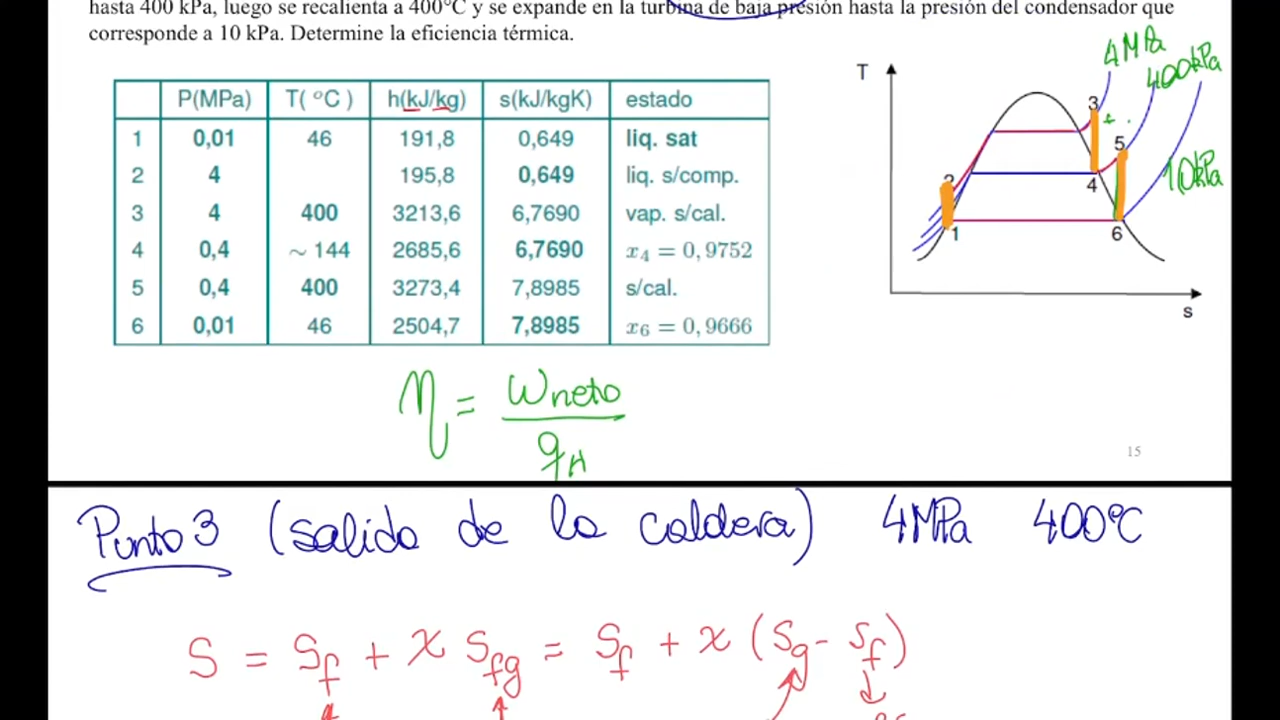 hasta 400 kPa, luego se recalienta a 400°C y se expande en la turbina de baja presión hasta la presión del condensador que
corresponde a 10 kPa. Determine la eficiencia térmica.
P(MPa) T( °C ) h(kJ/kg) s(kJ/kgK) estado
1 0,01 46 191,8 0,649 liq. sat
2 4 195,8 0,649 liq. s/comp.
3 4 400 3213,6 6,7690 vap. s/cal.
4 0,4 ~ 144 2685,6 6,7690 x₄ = 0,9752
5 0,4 400 3273,4 7,8985 s/cal.
6 0,01 46 2504,7 7,8985 x₆ = 0,9666
T
4MPa
400kPa
10kPa
3
5
2
4
1
6
s
η = wneto / qH
15
Punto 3 (salida de la caldera) 4MPa 400°C
S = Sf + x Sfg = Sf + x (Sg - Sf)